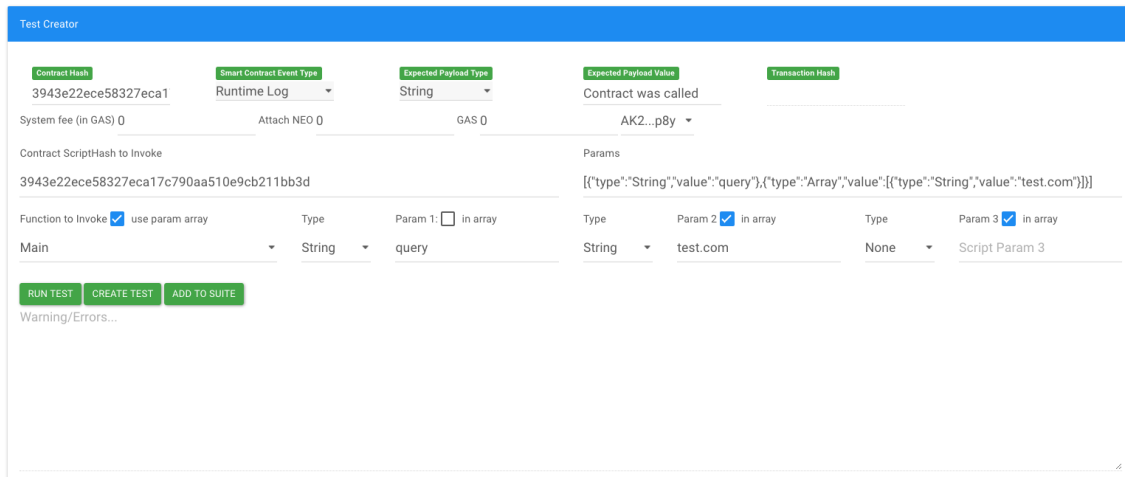 Test Creator
Contract Hash Smart Contract Event Type Expected Payload Type Expected Payload Value Transaction Hash
3943e22ece58327eca1 Runtime Log String Contract was called
System fee (in GAS) 0 Attach NEO 0 GAS 0 AK2...p8y
Contract ScriptHash to Invoke Params
3943e22ece58327eca17c790aa510e9cb211bb3d [{"type":"String","value":"query"},{"type":"Array","value":[{"type":"String","value":"test.com"}]}]
Function to Invoke use param array Type Param 1: in array Type Param 2 in array Type Param 3 in array
Main String query String test.com None Script Param 3
RUN TEST CREATE TEST ADD TO SUITE
Warning/Errors...